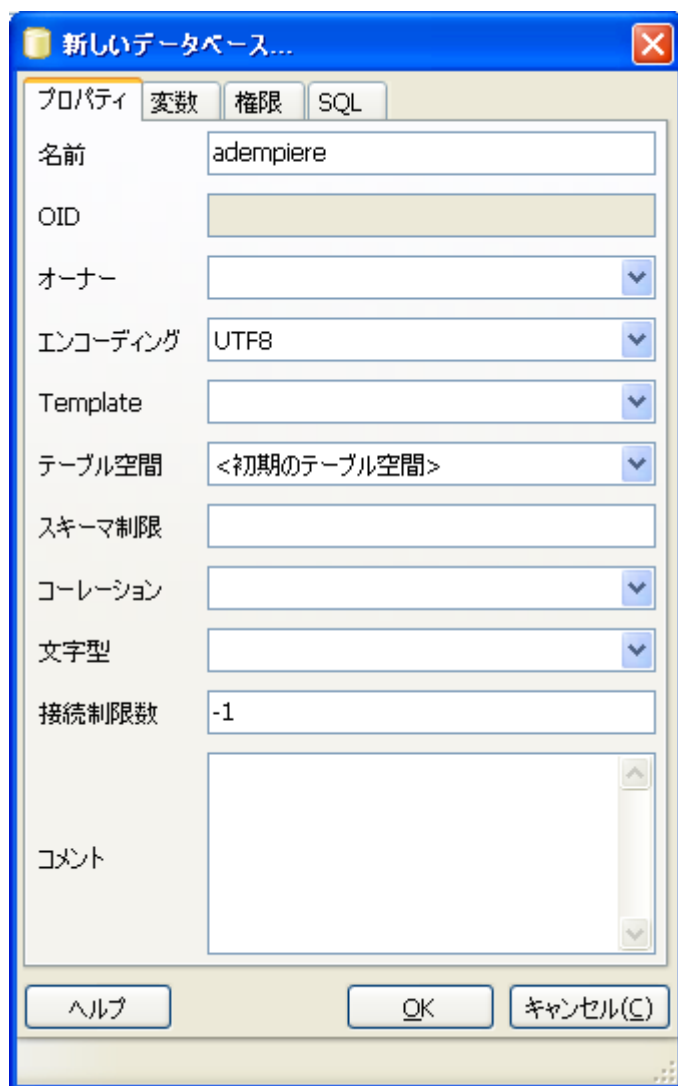 新しいデータベース...
プロパティ 変数 権限 SQL
名前 adempiere
OID
オーナー
エンコーディング UTF8
Template
テーブル空間 <初期のテーブル空間>
スキーマ制限
コーレーション
文字型
接続制限数 -1
コメント
ヘルプ OK キャンセル(C)